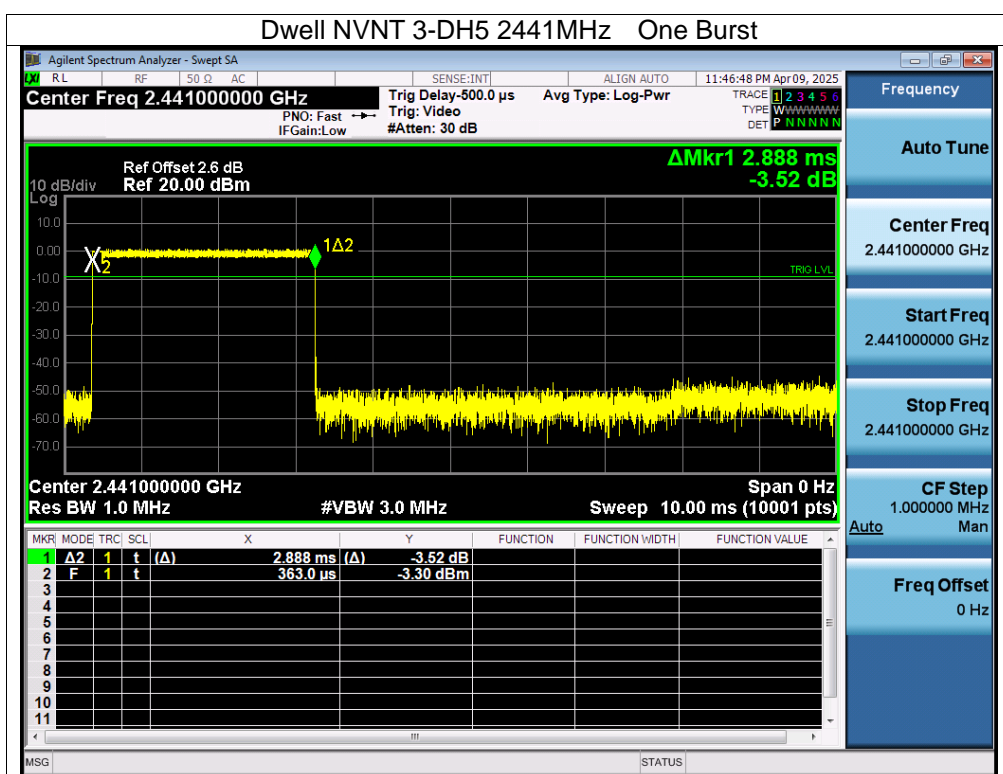 Dwell NVNT 3-DH5 2441MHz One Burst
Agilent Spectrum Analyzer - Swept SA
LXI RL RF 50 Ω AC SENSE:INT ALIGN AUTO 11:46:48 PM Apr 09, 2025
Center Freq 2.441000000 GHz
PNO: Fast
IFGain:Low
Trig Delay-500.0 µs
Trig: Video
#Atten: 30 dB
Avg Type: Log-Pwr
TRACE 1 2 3 4 5 6
TYPE WWWWWW
DET P N N N N N
Frequency
Auto Tune
Center Freq
2.441000000 GHz
Start Freq
2.441000000 GHz
Stop Freq
2.441000000 GHz
CF Step
1.000000 MHz
Auto Man
Freq Offset
0 Hz
ΔMkr1 2.888 ms
-3.52 dB
Ref Offset 2.6 dB
10 dB/div Ref 20.00 dBm
Log
10.0
0.00
-10.0
-20.0
-30.0
-40.0
-50.0
-60.0
-70.0
X2
1Δ2
TRIG LVL
Center 2.441000000 GHz Span 0 Hz
Res BW 1.0 MHz #VBW 3.0 MHz Sweep 10.00 ms (10001 pts)
MKR MODE TRC SCL X Y FUNCTION FUNCTION WIDTH FUNCTION VALUE
1 Δ2 1 t (Δ) 2.888 ms (Δ) -3.52 dB
2 F 1 t 363.0 µs -3.30 dBm
3
4
5
6
7
8
9
10
11
MSG STATUS